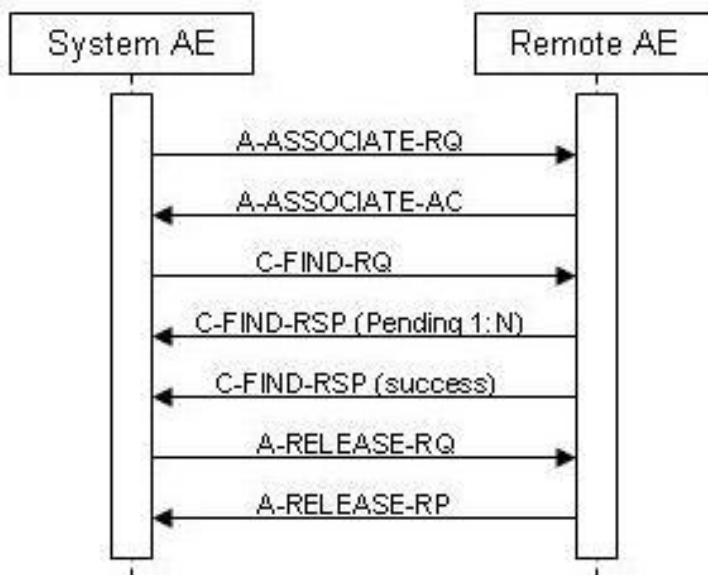 System AE
Remote AE
A-ASSOCIATE-RQ
A-ASSOCIATE-AC
C-FIND-RQ
C-FIND-RSP (Pending 1:N)
C-FIND-RSP (success)
A-RELEASE-RQ
A-RELEASE-RP